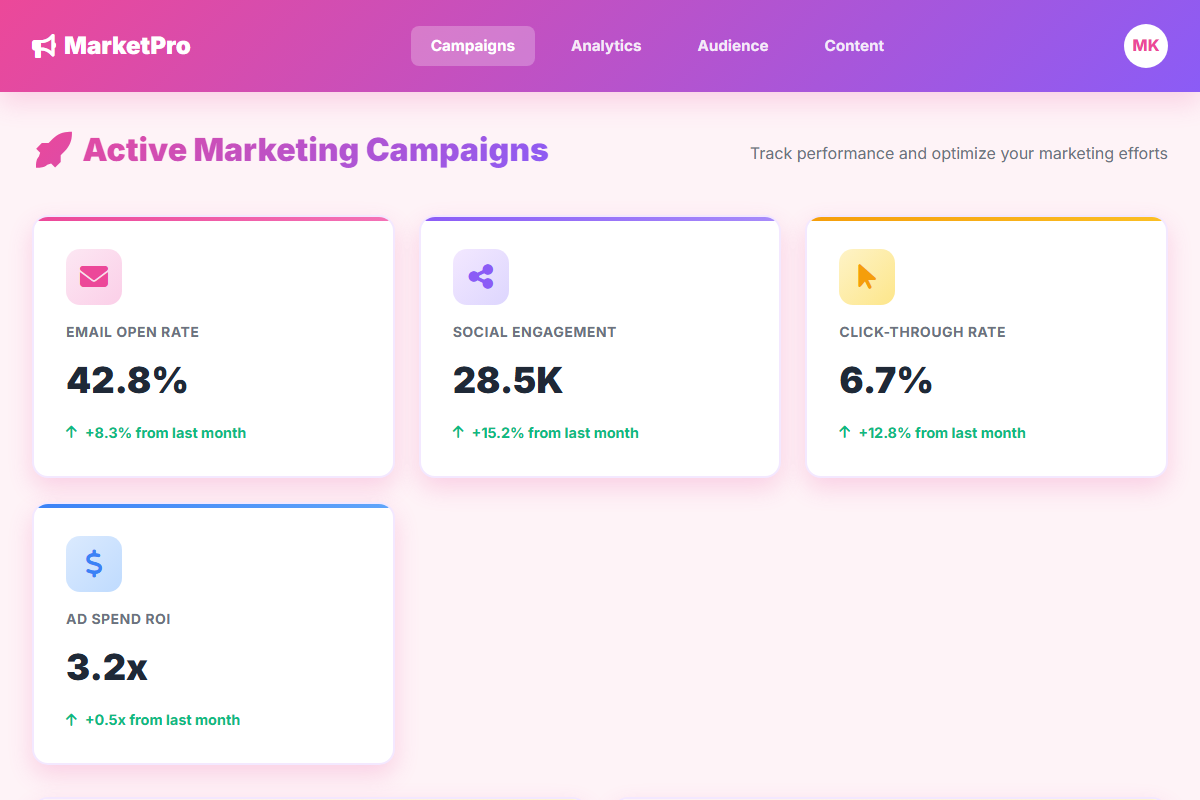 MarketPro
Campaigns
Analytics
Audience
Content
MK
Active Marketing Campaigns
Track performance and optimize your marketing efforts
EMAIL OPEN RATE
42.8%
+8.3% from last month
SOCIAL ENGAGEMENT
28.5K
+15.2% from last month
CLICK-THROUGH RATE
6.7%
+12.8% from last month
AD SPEND ROI
3.2x
+0.5x from last month